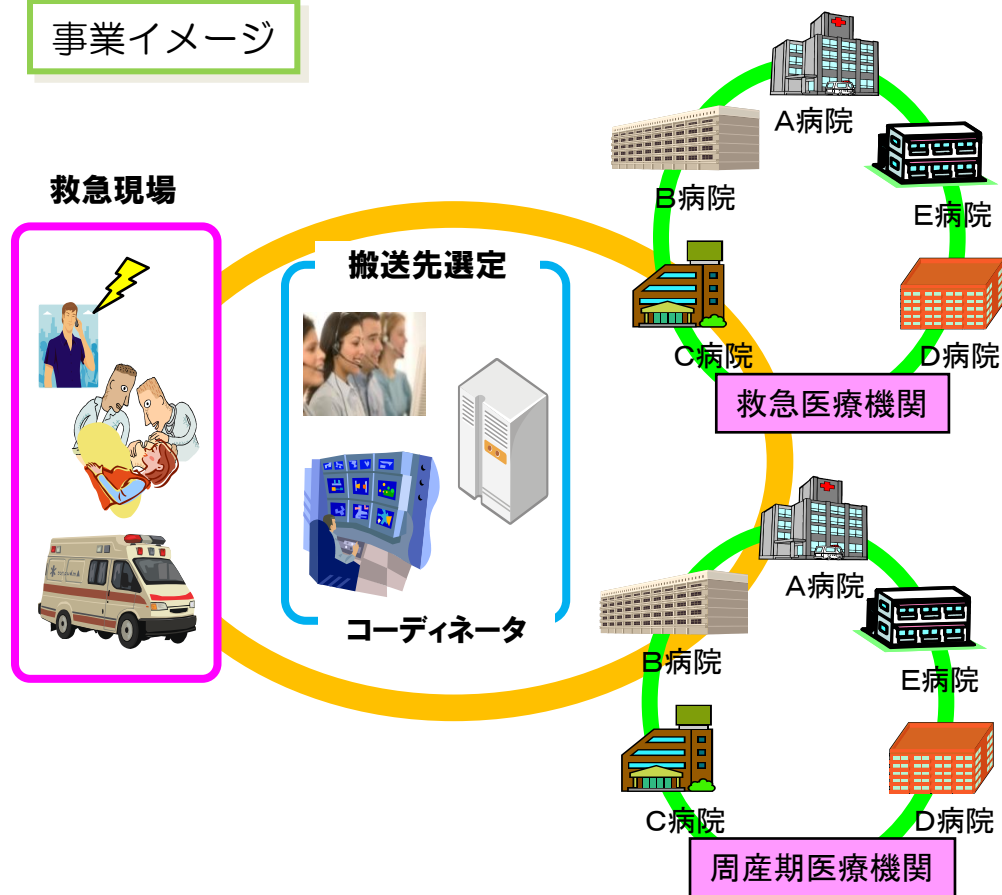 事業イメージ
救急現場
搬送先選定
コーディネータ
A病院
B病院
E病院
C病院
D病院
救急医療機関
A病院
B病院
E病院
C病院
D病院
周産期医療機関